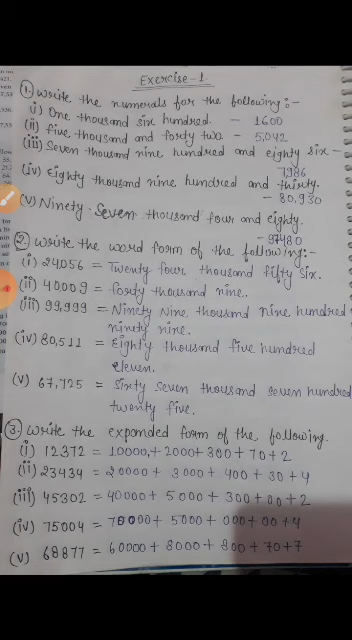 Exercise-1.
① Write the numerals for the following:-
(i) One thousand six hundred. - 1600
(ii) five thousand and forty two - 5,042
(iii) Seven thousand nine hundred and eighty six -
7,986
(iv) Eighty thousand nine hundred and thirty.
- 80,930
(v) Ninety Seven thousand four and eighty.
- 97480
② Write the word form of the following:-
(i) 24,056 = Twenty four thousand fifty six.
(ii) 40009 = forty thousand nine.
(iii) 99,999 = Ninety Nine thousand nine hundred
ninety nine.
(iv) 80,511 = Eighty thousand five hundred
eleven.
(v) 67,725 = Sixty seven thousand seven hundred
twenty five.
③ Write the expanded form of the following.
(i) 12372 = 10000+2000+300+70+2
(ii) 23434 = 20000+ 3000+ 400+ 30+4
(iii) 45302 = 40000+ 5000+ 300+00+2
(iv) 75004 = 70000+ 5000+ 000+00+4
(v) 68877 = 60000+ 8000+ 800+70+7